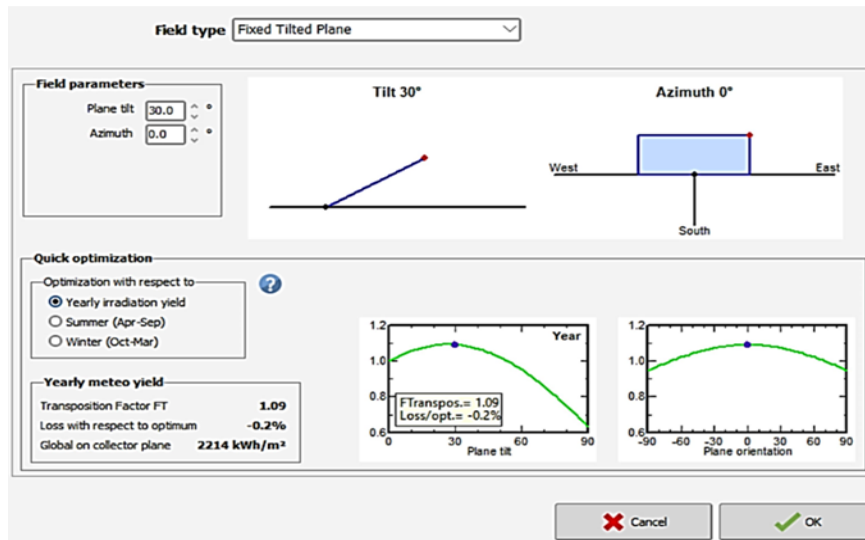 Field type Fixed Tilted Plane
Field parameters
Plane tilt 30.0 °
Azimuth 0.0 °
Tilt 30°
Azimuth 0°
West
East
South
Quick optimization
Optimization with respect to
Yearly irradiation yield
Summer (Apr-Sep)
Winter (Oct-Mar)
?
Yearly meteo yield
Transposition Factor FT 1.09
Loss with respect to optimum -0.2%
Global on collector plane 2214 kWh/m²
1.2
1.0
0.8
0.6
Year
FTranspos.= 1.09
Loss/opt.= -0.2%
0 30 60 90
Plane tilt
1.2
1.0
0.8
0.6
-90 -60 -30 0 30 60 90
Plane orientation
Cancel
OK